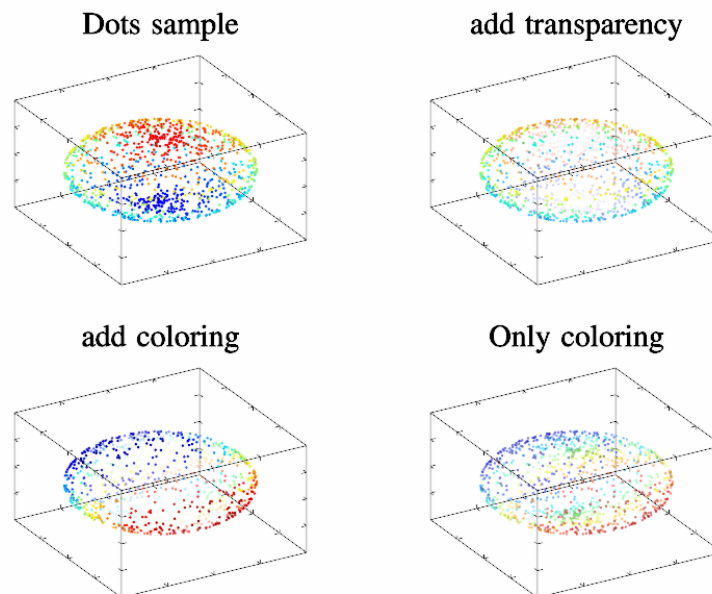 Dots sample
add transparency
add coloring
Only coloring